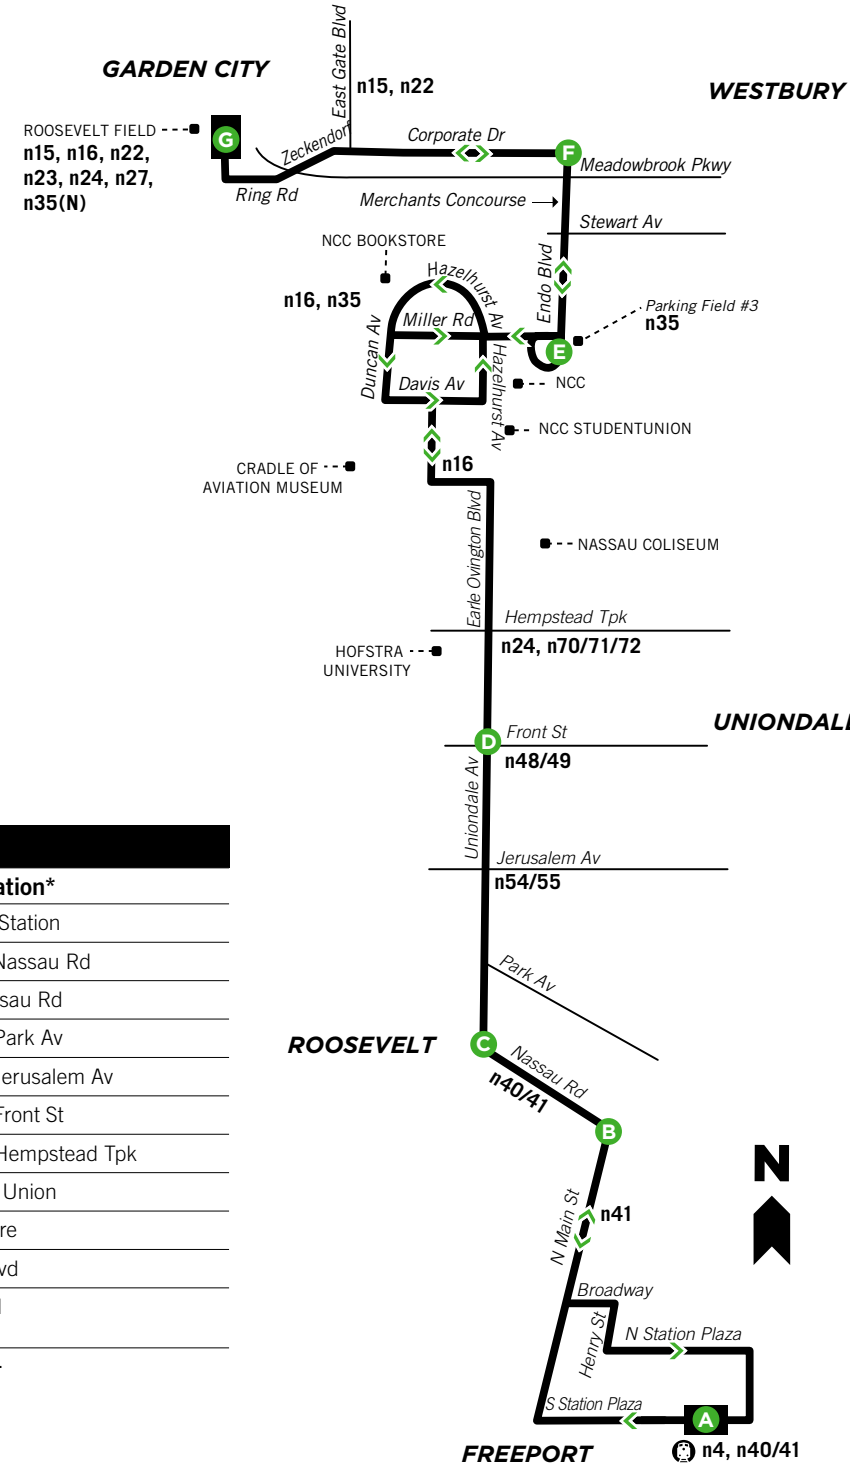 GARDEN CITY
East Gate Blvd
n15, n22
WESTBURY
ROOSEVELT FIELD
n15, n16, n22,
n23, n24, n27,
n35(N)
G
Zeckendorf
Corporate Dr
F
Meadowbrook Pkwy
Ring Rd
Merchants Concourse
Stewart Av
NCC BOOKSTORE
Hazelhurst Av
Endo Blvd
n16, n35
Miller Rd
Parking Field #3
n35
Duncan Av
E
Hazelhurst Av
Davis Av
NCC
NCC STUDENTUNION
n16
CRADLE OF
AVIATION MUSEUM
Earle Ovington Blvd
NASSAU COLISEUM
Hempstead Tpk
n24, n70/71/72
HOFSTRA
UNIVERSITY
UNIONDALE
D
Front St
n48/49
Uniondale Av
Jerusalem Av
n54/55
ation*
Station
Nassau Rd
sau Rd
Park Av
erusalem Av
Front St
Hempstead Tpk
Union
re
vd
Park Av
ROOSEVELT
C
Nassau Rd
n40/41
B
N
N Main St
n41
Broadway
Henry St
N Station Plaza
S Station Plaza
A
FREEPORT
n4, n40/41